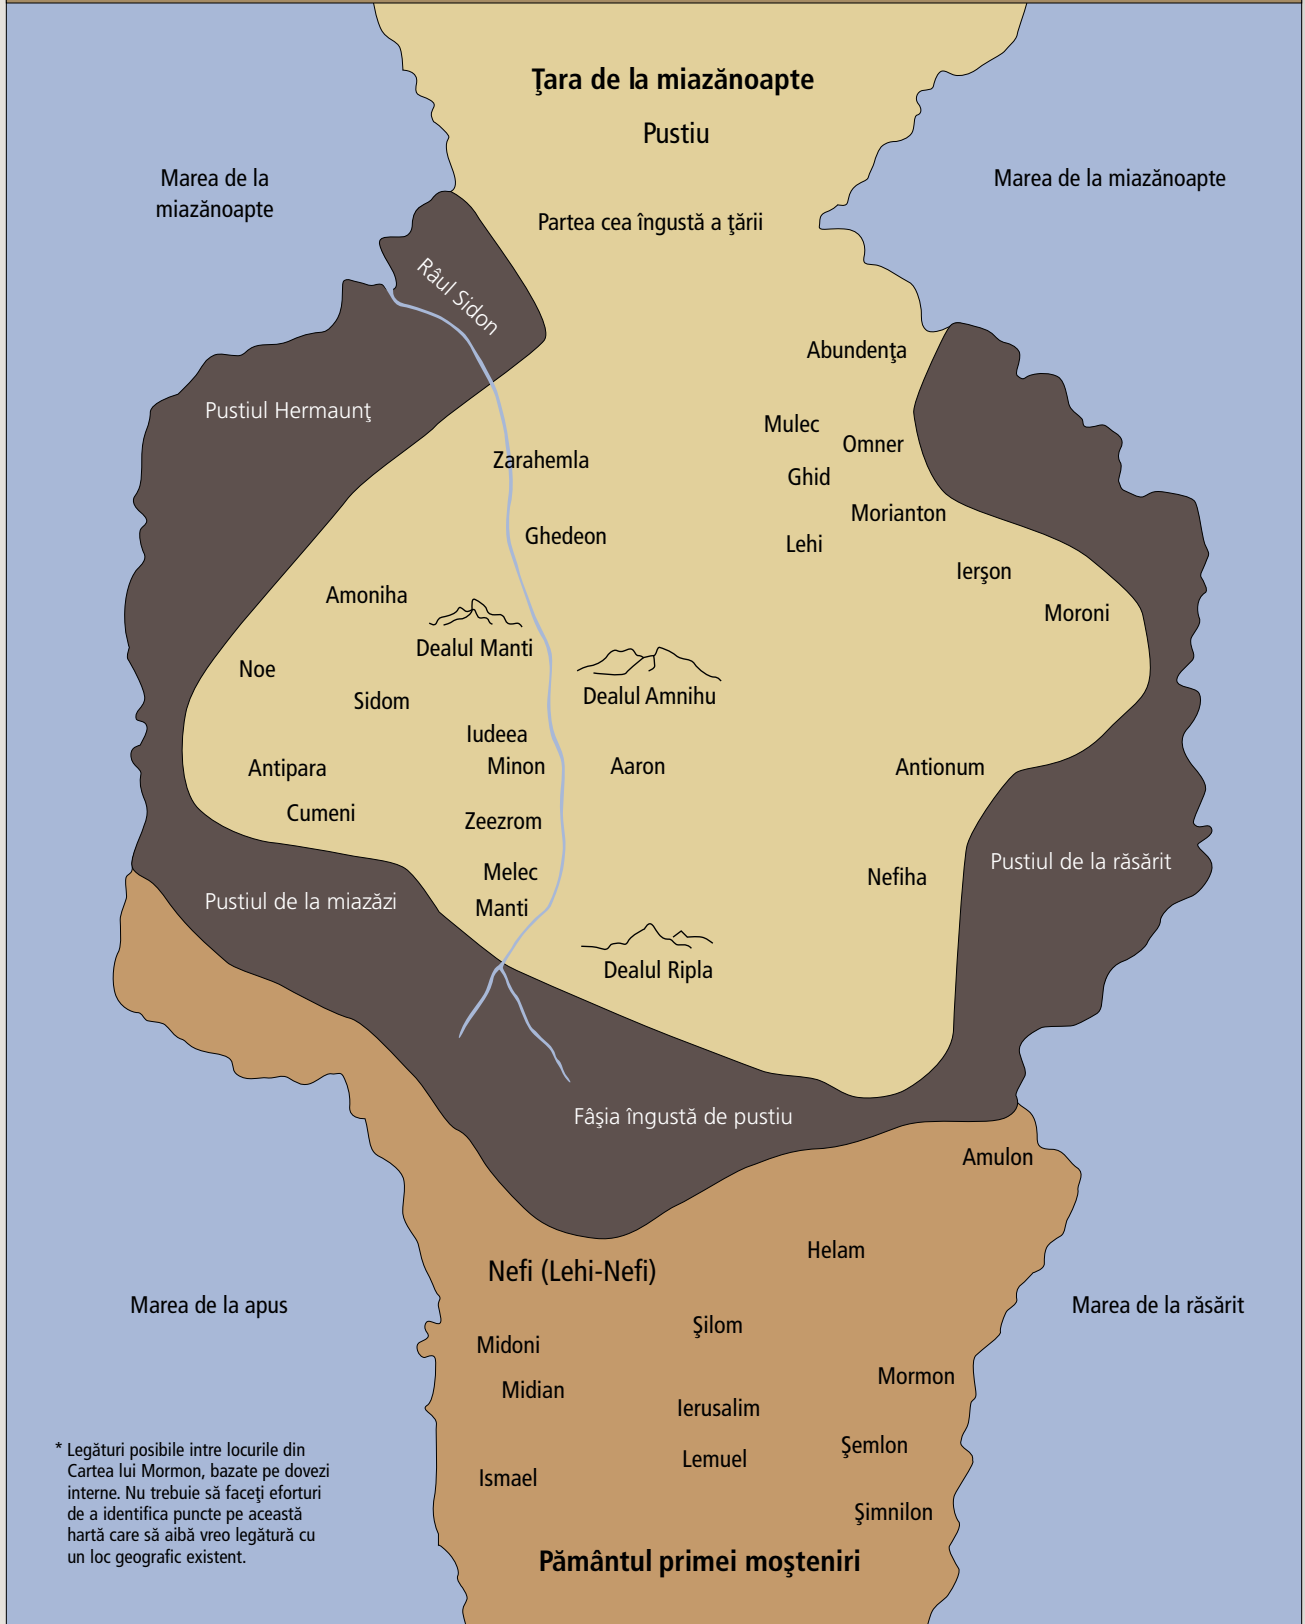 Ţara de la miazănoapte
Pustiu
Marea de la
miazănoapte
Marea de la miazănoapte
Partea cea îngustă a ţării
Râul Sidon
Abundenţa
Pustiul Hermaunţ
Mulec
Omner
Zarahemla
Ghid
Morianton
Ghedeon
Lehi
Ierşon
Amoniha
Moroni
Dealul Manti
Noe
Dealul Amnihu
Sidom
Iudeea
Minon
Aaron
Antipara
Antionum
Cumeni
Zeezrom
Pustiul de la răsărit
Melec
Nefiha
Pustiul de la miazăzi
Manti
Dealul Ripla
Fâşia îngustă de pustiu
Amulon
Helam
Nefi (Lehi-Nefi)
Marea de la apus
Marea de la răsărit
Şilom
Midoni
Mormon
Midian
Ierusalim
Şemlon
Lemuel
Ismael
Şimnilon
* Legături posibile intre locurile din
Cartea lui Mormon, bazate pe dovezi
interne. Nu trebuie să faceţi eforturi
de a identifica puncte pe această
hartă care să aibă vreo legătură cu
un loc geografic existent.
Pământul primei moşteniri